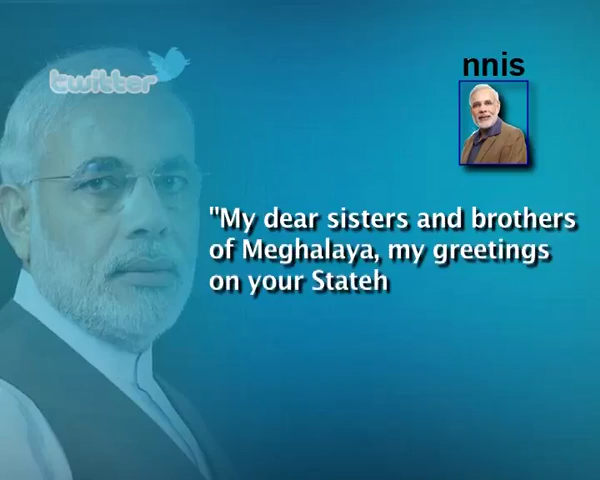 twitter
nnis
"My dear sisters and brothers
of Meghalaya, my greetings
on your Stateh